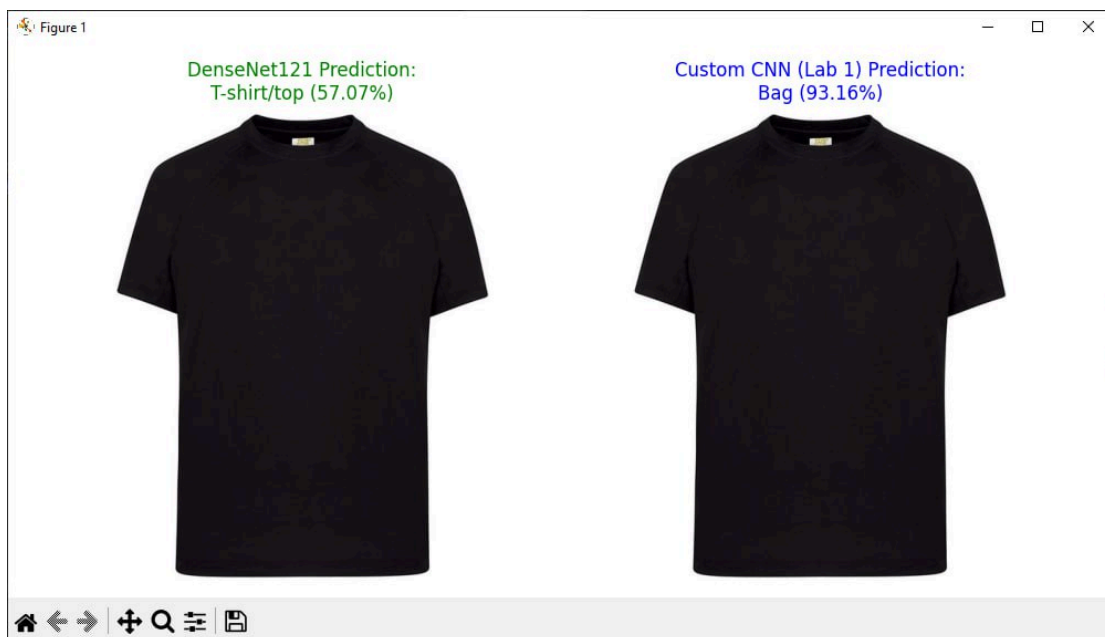 Figure 1
DenseNet121 Prediction:
T-shirt/top (57.07%)
Custom CNN (Lab 1) Prediction:
Bag (93.16%)